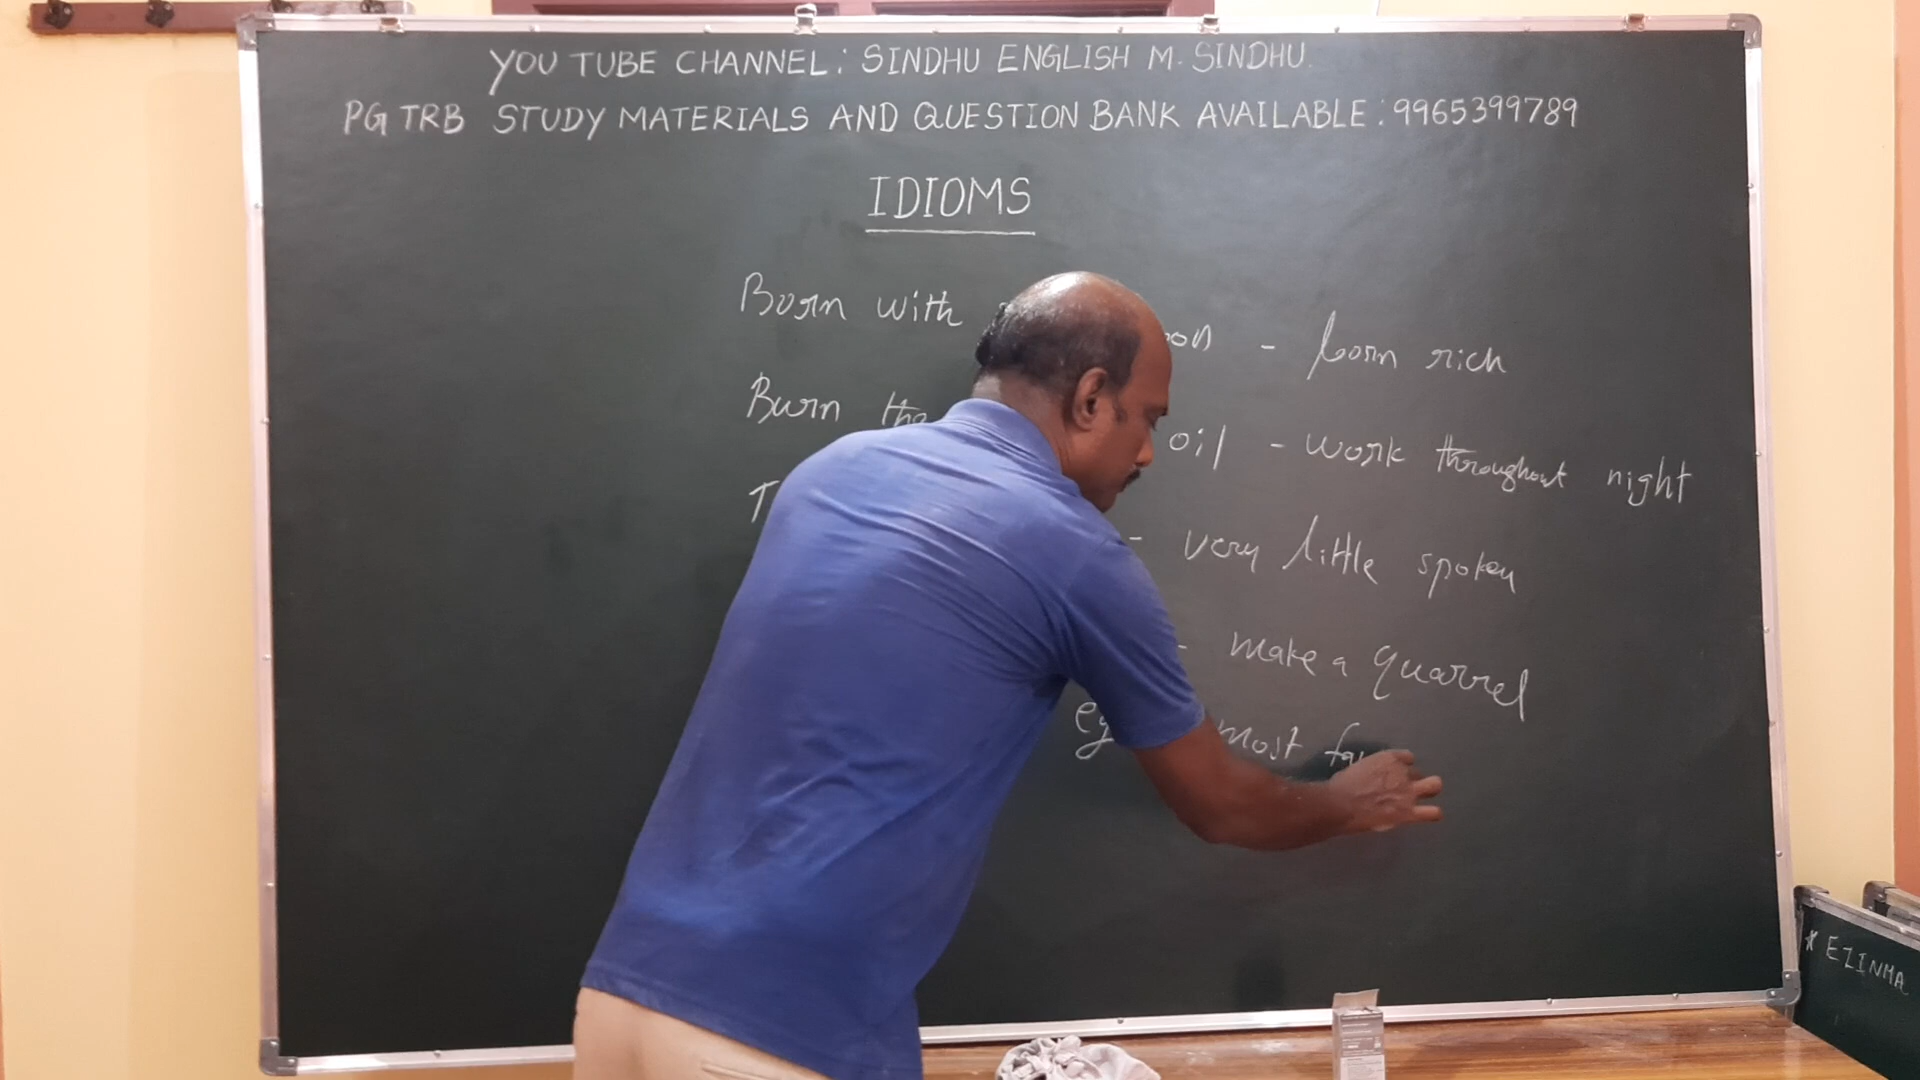 YOU TUBE CHANNEL: SINDHU ENGLISH M. SINDHU.
PG TRB STUDY MATERIALS AND QUESTION BANK AVAILABLE: 9965399789
IDIOMS
Born with - born rich
Burn the oil - work throughout night
- very little spoken
- make a quarrel
most
* EZINMA